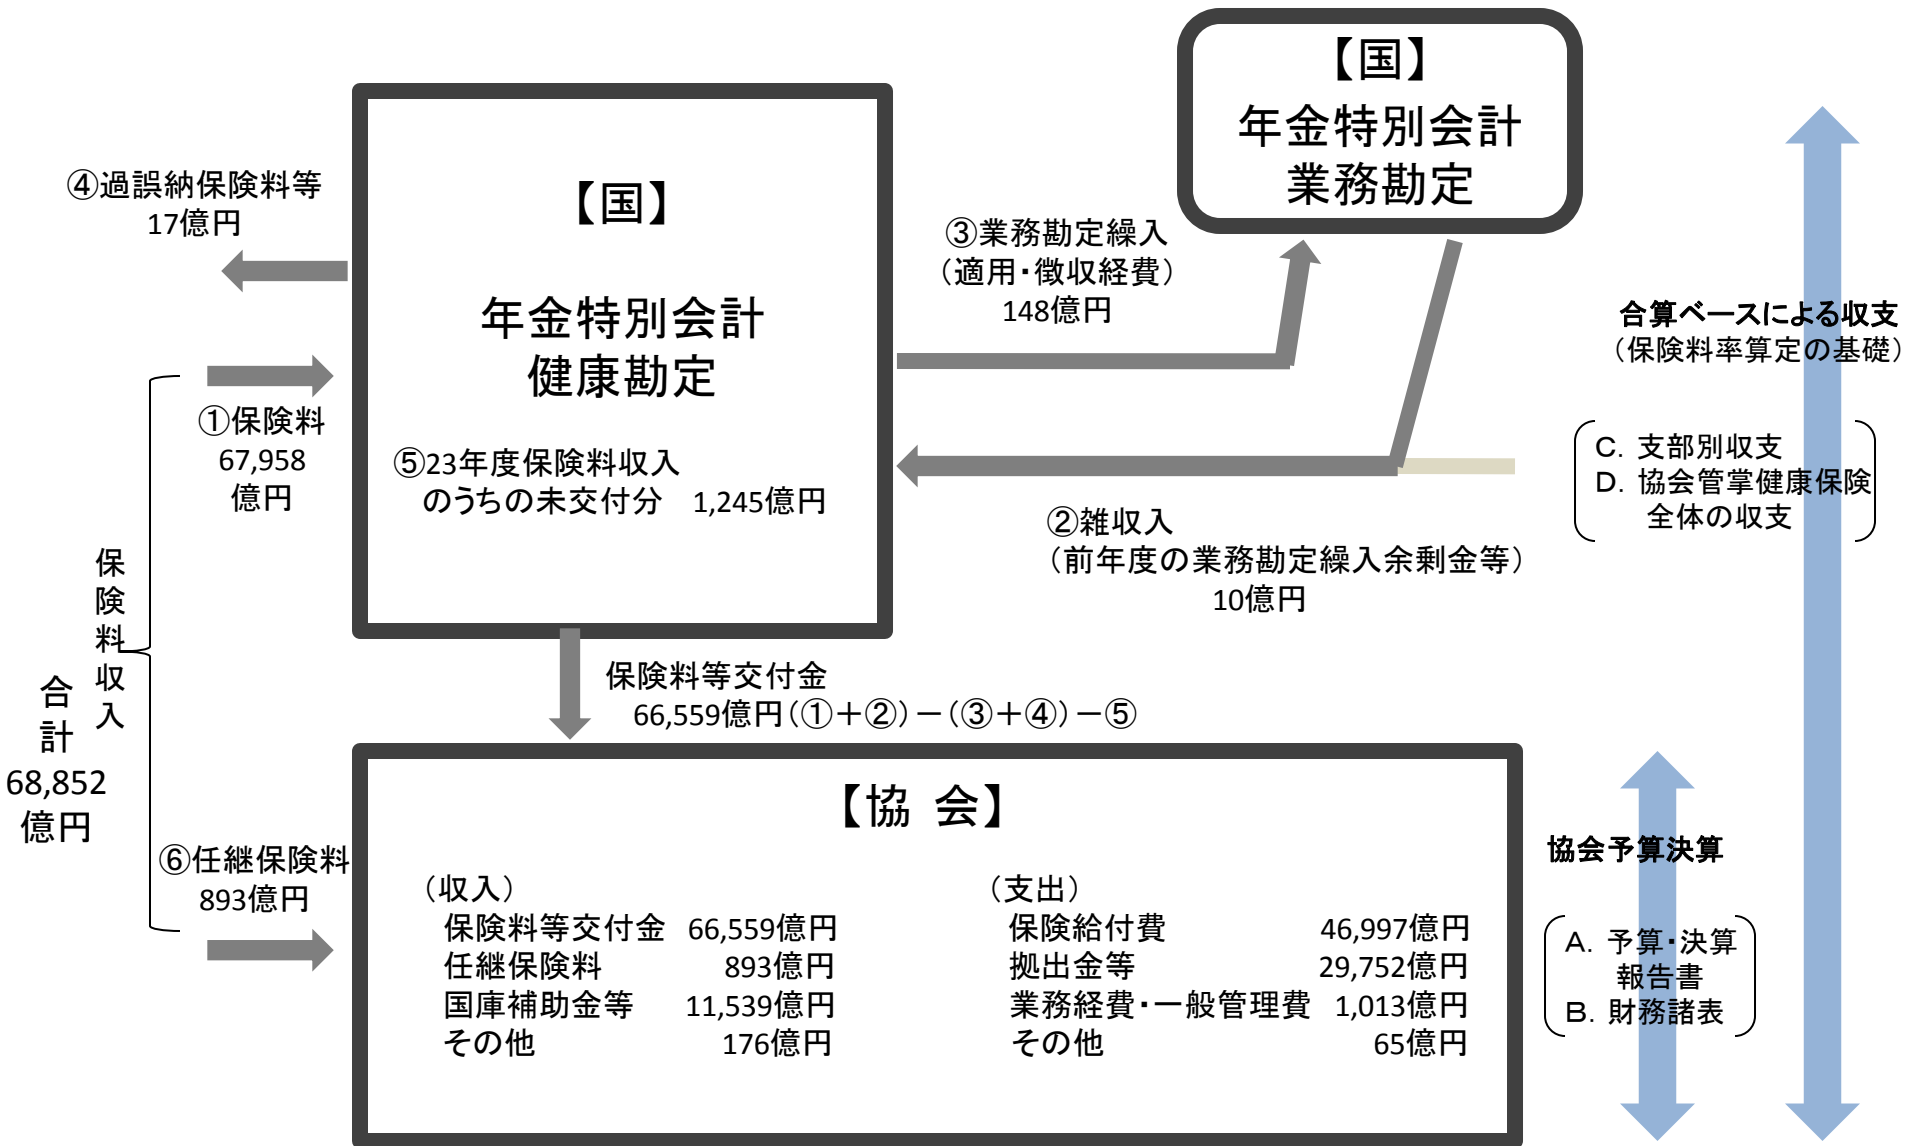 【国】
年金特別会計
業務勘定
④過誤納保険料等
17億円
【国】
年金特別会計
健康勘定
③業務勘定繰入
（適用・徴収経費）
148億円
合算ベースによる収支
（保険料率算定の基礎）
①保険料
67,958
億円
⑤23年度保険料収入
のうちの未交付分 1,245億円
C. 支部別収支
D. 協会管掌健康保険
全体の収支
②雑収入
（前年度の業務勘定繰入余剰金等）
10億円
保険料収入
合計
68,852
億円
保険料等交付金
66,559億円（①＋②）－（③＋④）－⑤
【協 会】
⑥任継保険料
893億円
（収入）
保険料等交付金 66,559億円
任継保険料 893億円
国庫補助金等 11,539億円
その他 176億円
（支出）
保険給付費 46,997億円
拠出金等 29,752億円
業務経費・一般管理費 1,013億円
その他 65億円
協会予算決算
A. 予算・決算
報告書
B. 財務諸表